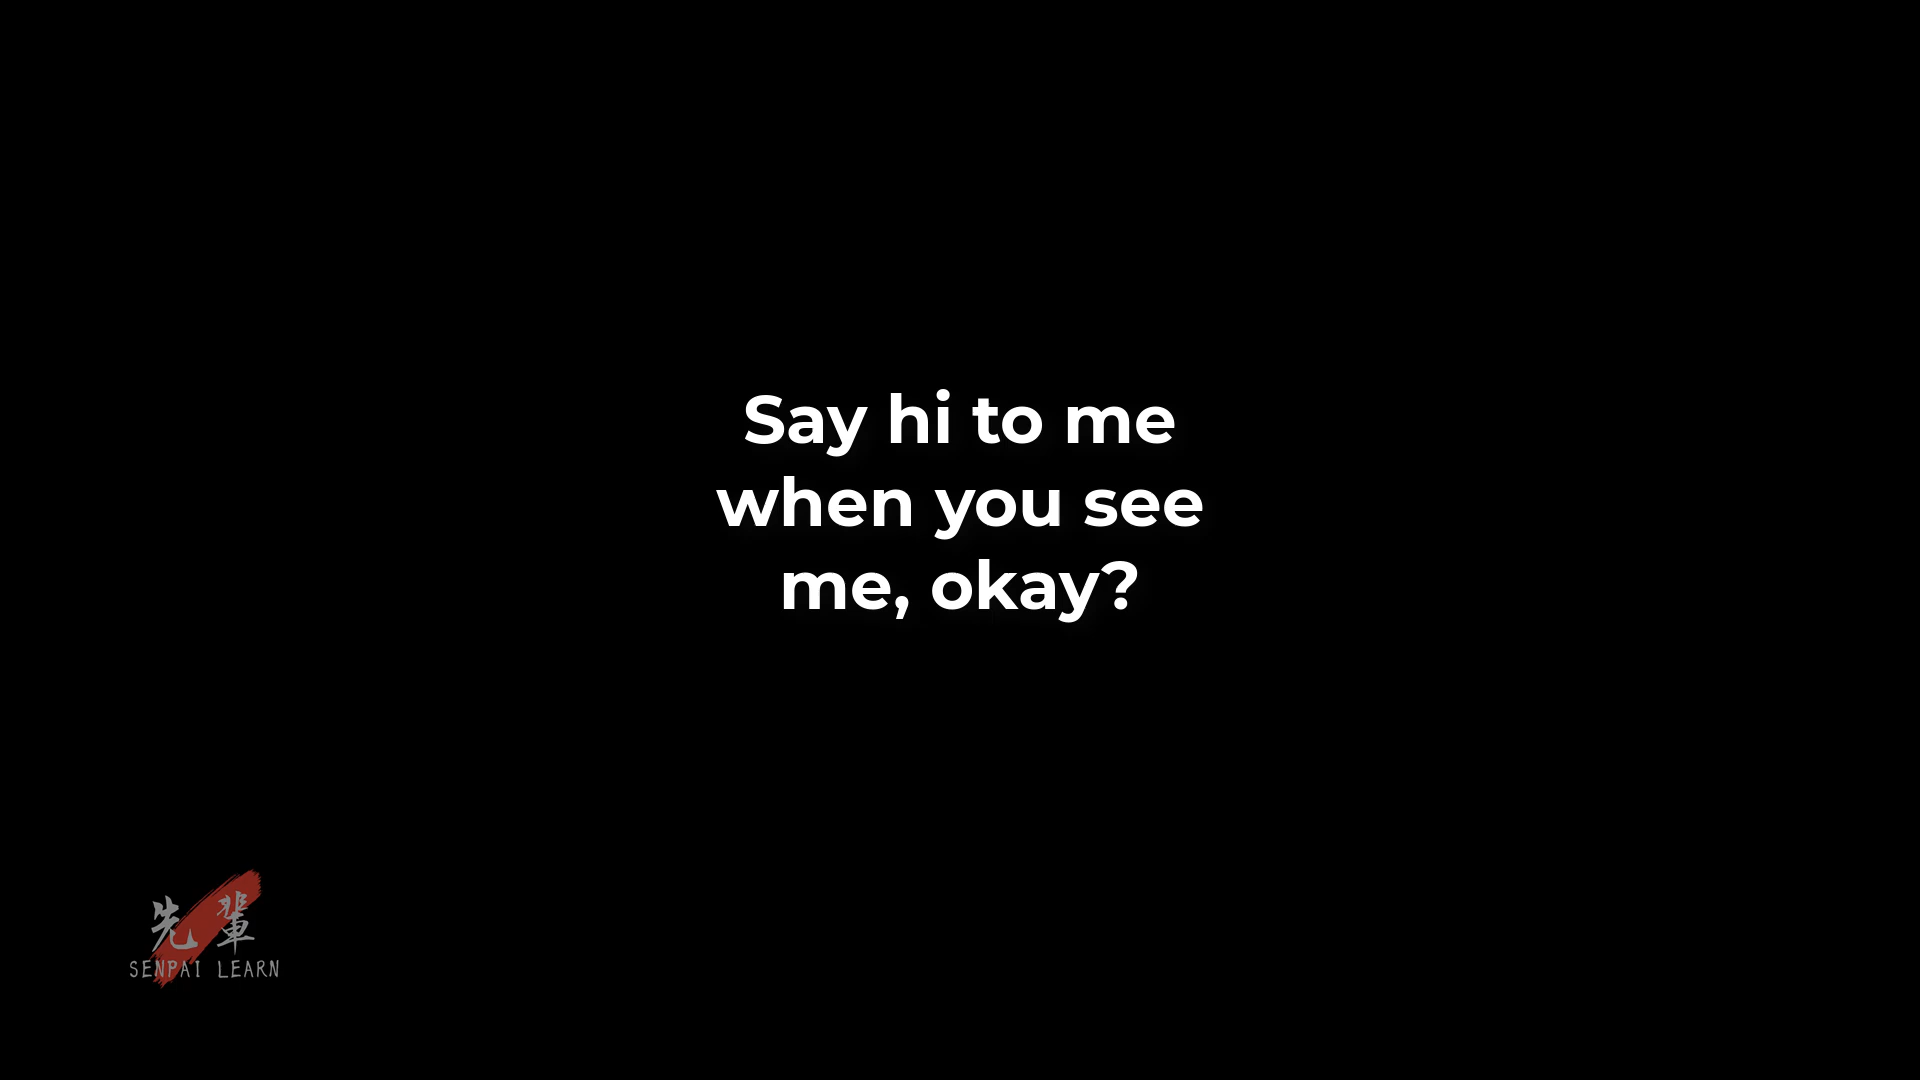 Say hi to me
when you see
me, okay?
先輩
SENPAI LEARN